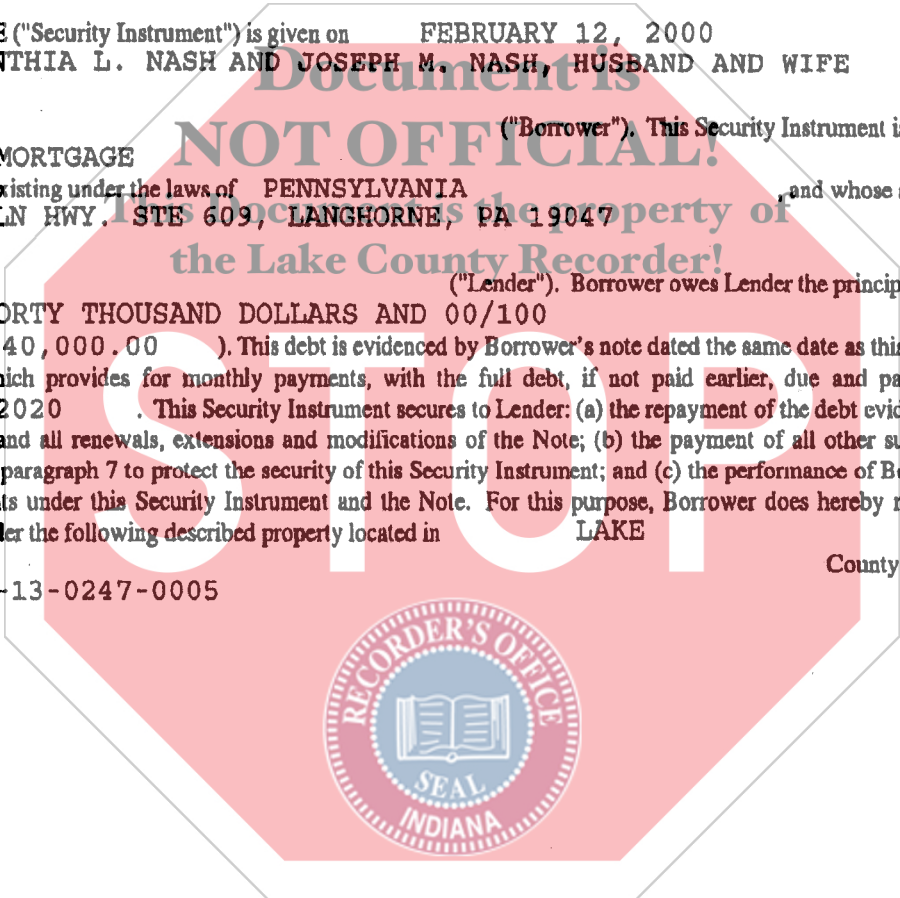 ("Security Instrument") is given on FEBRUARY 12, 2000
NTHIA L. NASH AND JOSEPH M. NASH, HUSBAND AND WIFE
Document is
NOT OFFICIAL!
("Borrower"). This Security Instrument is
MORTGAGE
xisting under the laws of PENNSYLVANIA , and whose
LN HWY. STE 609, LANGHORNE, PA 19047
This Document is the property of
the Lake County Recorder!
("Lender"). Borrower owes Lender the princip
ORTY THOUSAND DOLLARS AND 00/100
40,000.00 ). This debt is evidenced by Borrower's note dated the same date as this
ich provides for monthly payments, with the full debt, if not paid earlier, due and pa
2020 . This Security Instrument secures to Lender: (a) the repayment of the debt evid
and all renewals, extensions and modifications of the Note; (b) the payment of all other su
paragraph 7 to protect the security of this Security Instrument; and (c) the performance of Bo
ts under this Security Instrument and the Note. For this purpose, Borrower does hereby
er the following described property located in LAKE
STOP
County
-13-0247-0005
RECORDER'S OFFICE
SEAL
INDIANA